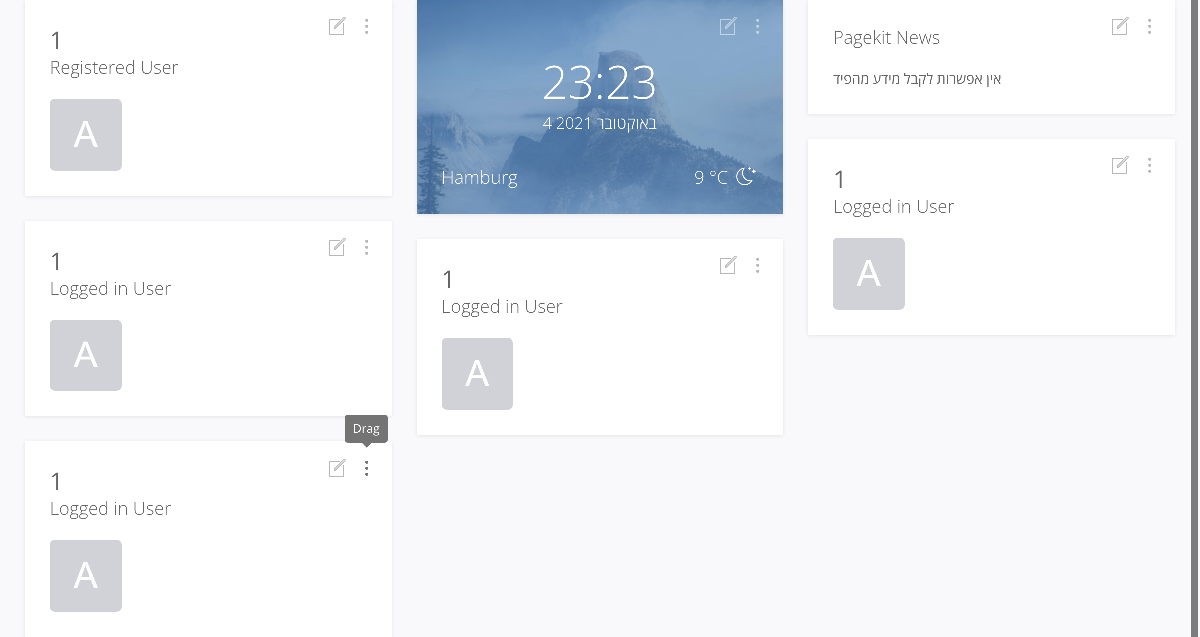 1
Registered User
A
1
Logged in User
A
Drag
1
Logged in User
A
23:23
4 באוקטובר 2021
Hamburg
9 °C
1
Logged in User
A
Pagekit News
אין אפשרות לקבל מידע מהפיד
1
Logged in User
A